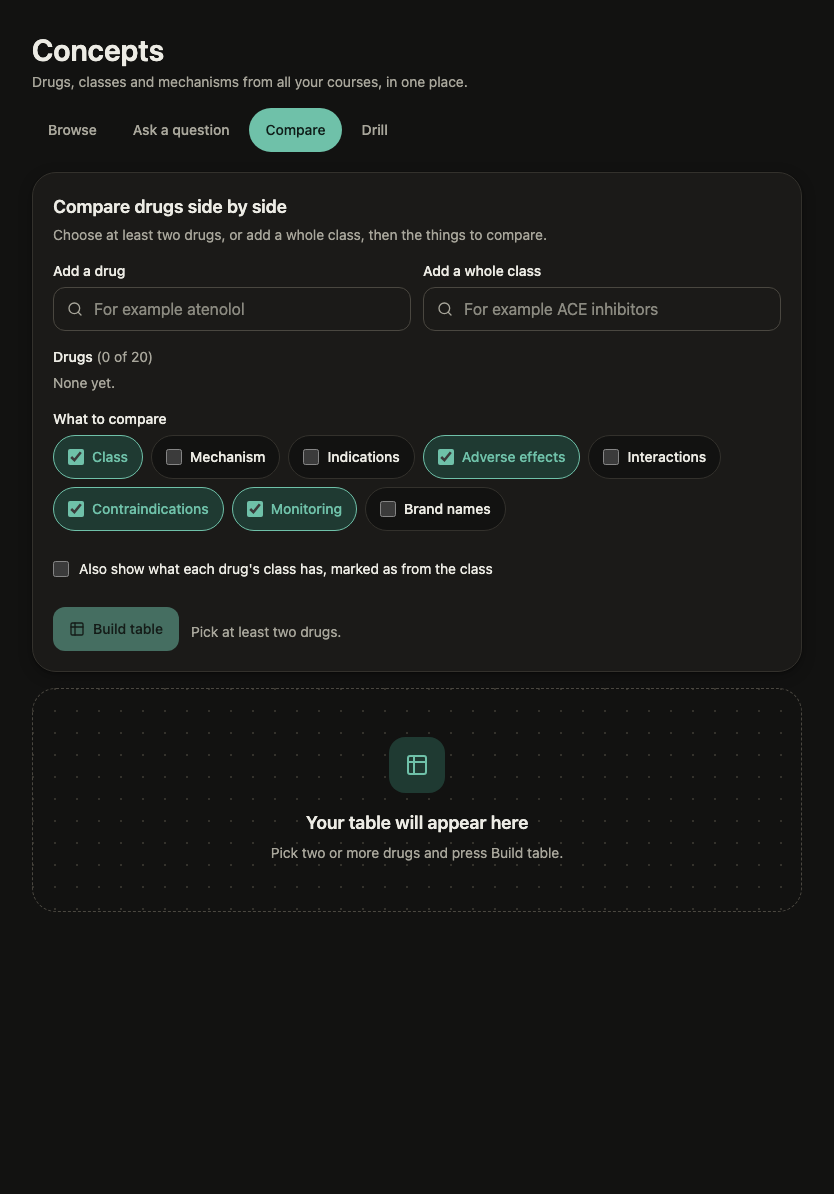 Concepts
Drugs, classes and mechanisms from all your courses, in one place.
Browse Ask a question Compare Drill
Compare drugs side by side
Choose at least two drugs, or add a whole class, then the things to compare.
Add a drug Add a whole class
For example atenolol For example ACE inhibitors
Drugs (0 of 20)
None yet.
What to compare
Class Mechanism Indications Adverse effects Interactions
Contraindications Monitoring Brand names
Also show what each drug's class has, marked as from the class
Build table Pick at least two drugs.
Your table will appear here
Pick two or more drugs and press Build table.